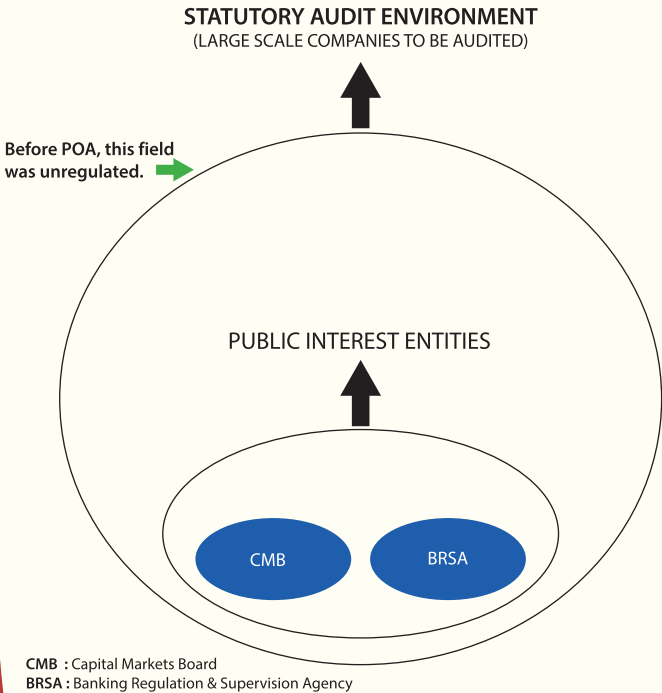 STATUTORY AUDIT ENVIRONMENT
(LARGE SCALE COMPANIES TO BE AUDITED)
Before POA, this field
was unregulated.
PUBLIC INTEREST ENTITIES
CMB
BRSA
CMB : Capital Markets Board
BRSA : Banking Regulation & Supervision Agency